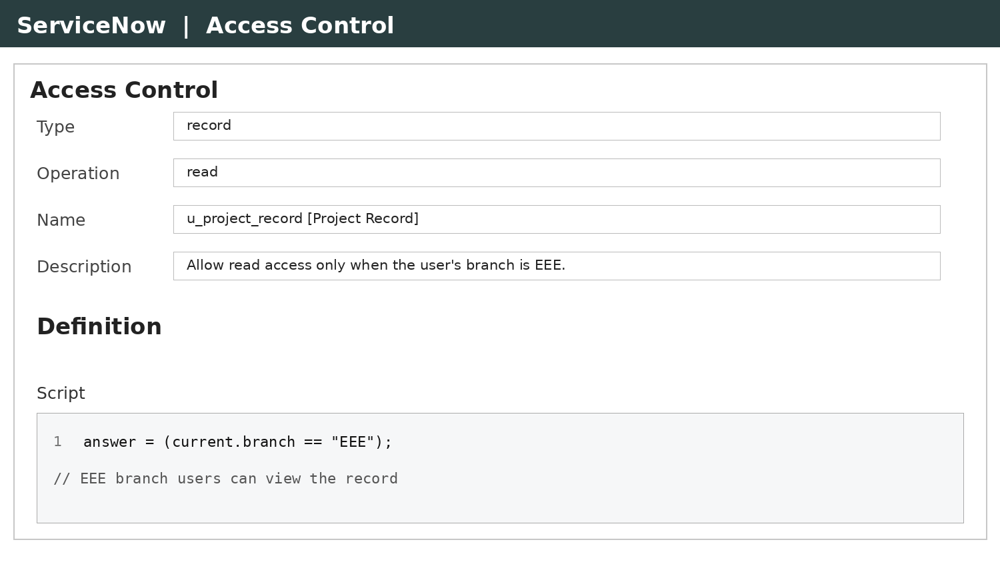 ServiceNow | Access Control
Access Control
Type record
Operation read
Name u_project_record [Project Record]
Description Allow read access only when the user's branch is EEE.
Definition
Script
1 answer = (current.branch == "EEE");
// EEE branch users can view the record